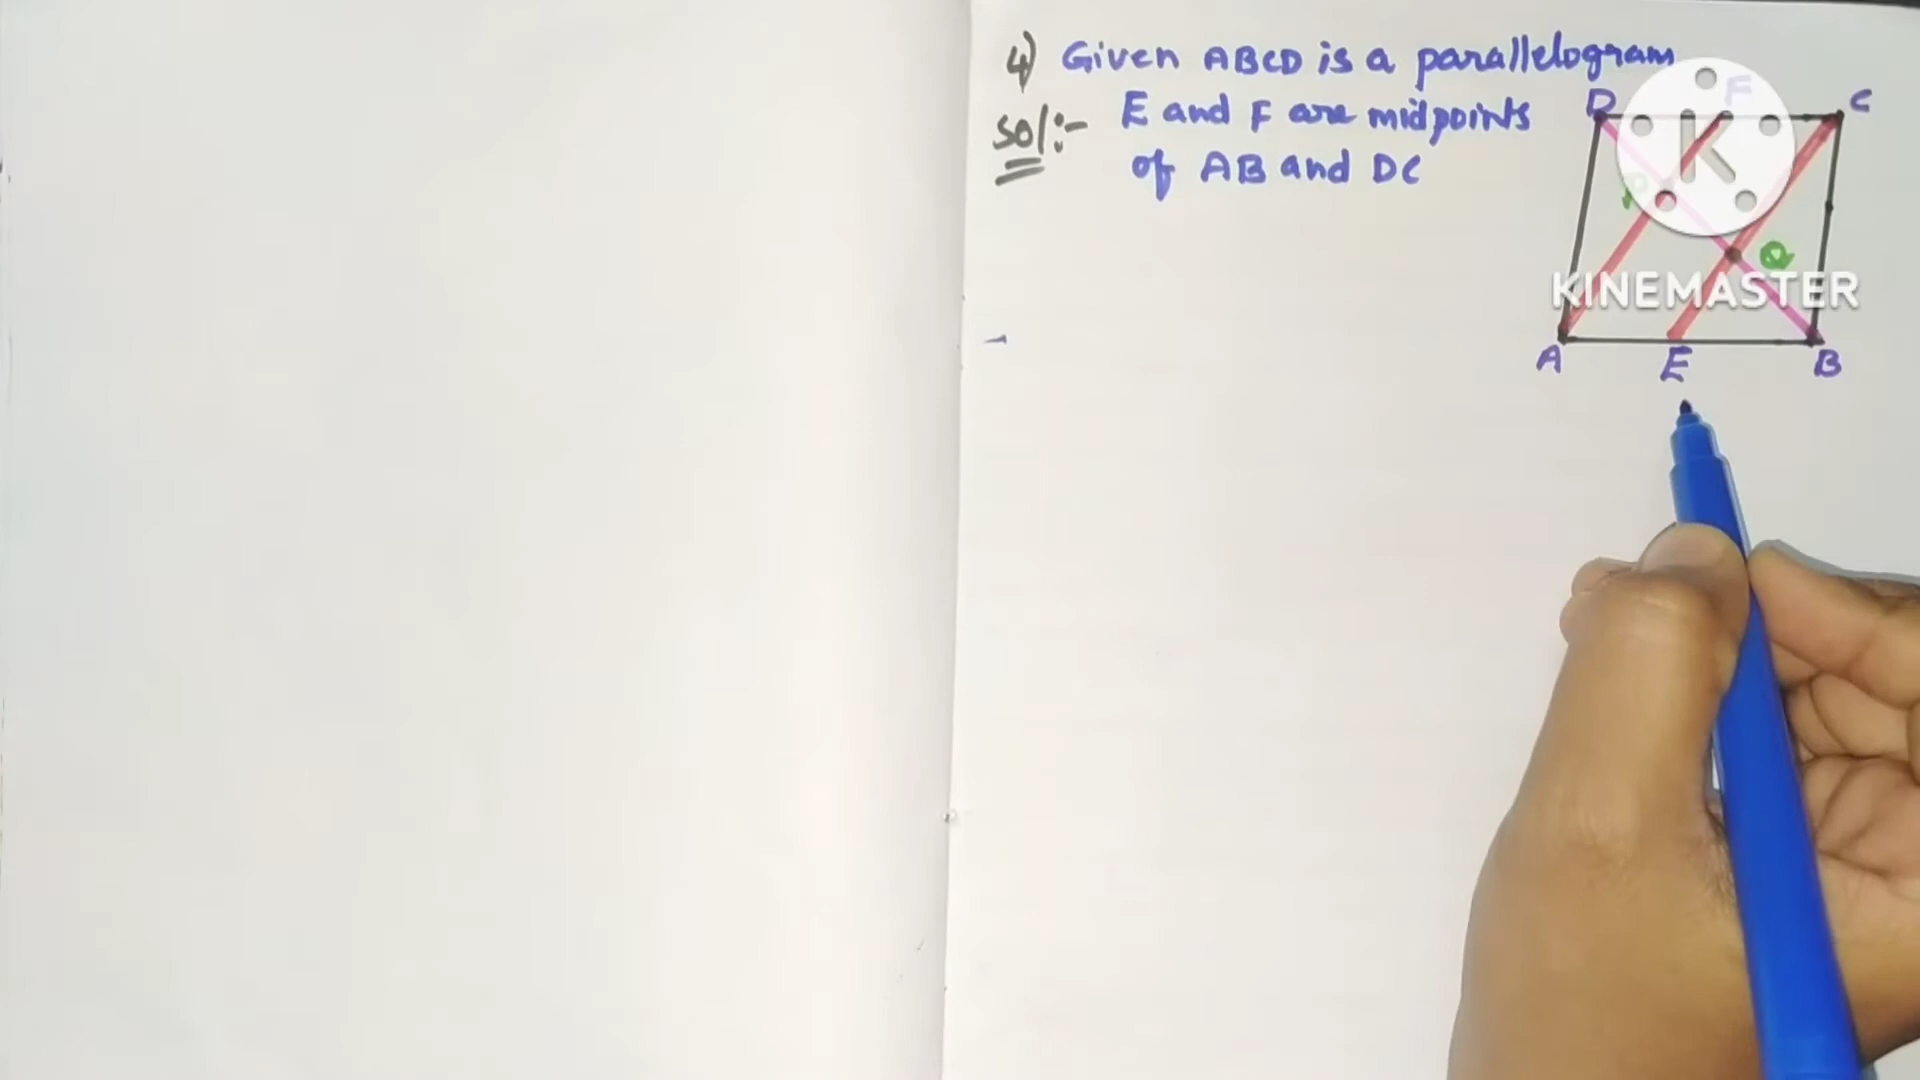 4) Given ABCD is a parallelogram
Sol:- E and F are midpoints
of AB and DC
D F C
P
Q
KINEMASTER
A E B